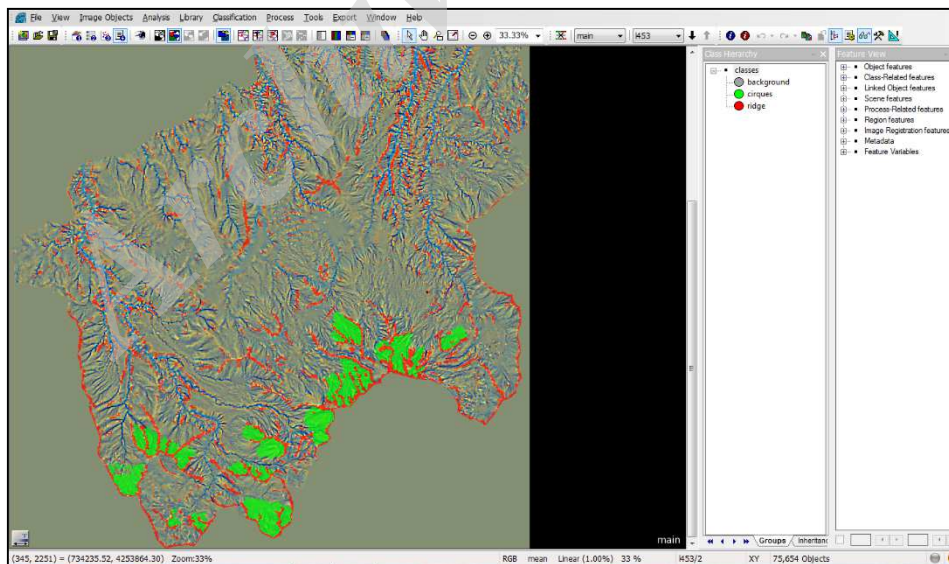 File View Image Objects Analysis Library Classification Process Tools Export Window Help
33.33% main l453
Class Hierarchy
classes
background
cirques
ridge
Feature View
Object features
Class-Related features
Linked Object features
Scene features
Process-Related features
Region features
Image Registration features
Metadata
Feature Variables
main
Groups Inheritanc
(345, 2251) = (734235.52, 4253864.30) Zoom:33% RGB mean Linear (1.00%) 33 % l453/2 XY 75,654 Objects